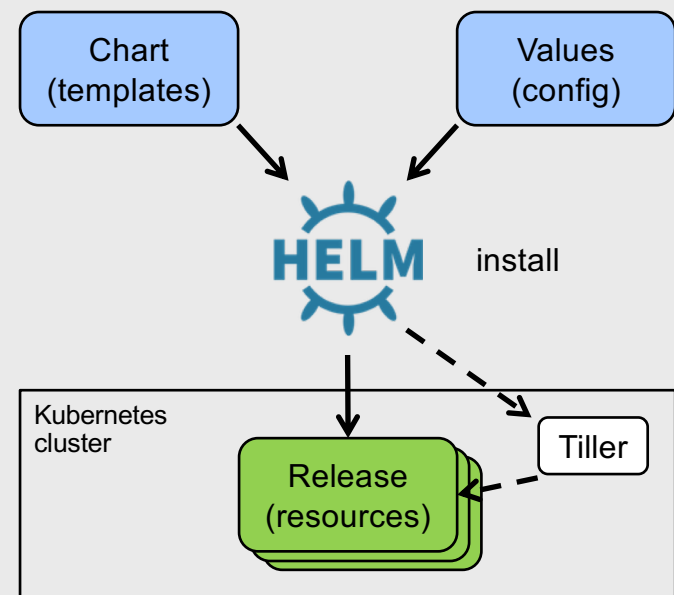 Chart
(templates)
Values
(config)
HELM
install
Kubernetes
cluster
Tiller
Release
(resources)